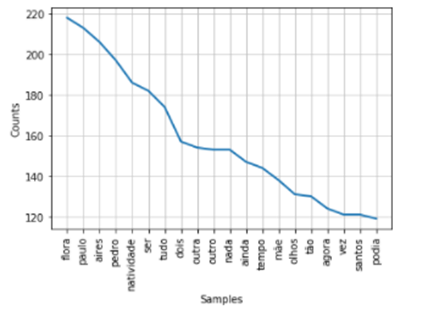 220
200
180
160
140
120
Counts
flora
paulo
aires
pedro
natividade
ser
tudo
dois
outra
outro
nada
ainda
tempo
mãe
olhos
tão
agora
vez
santos
podia
Samples